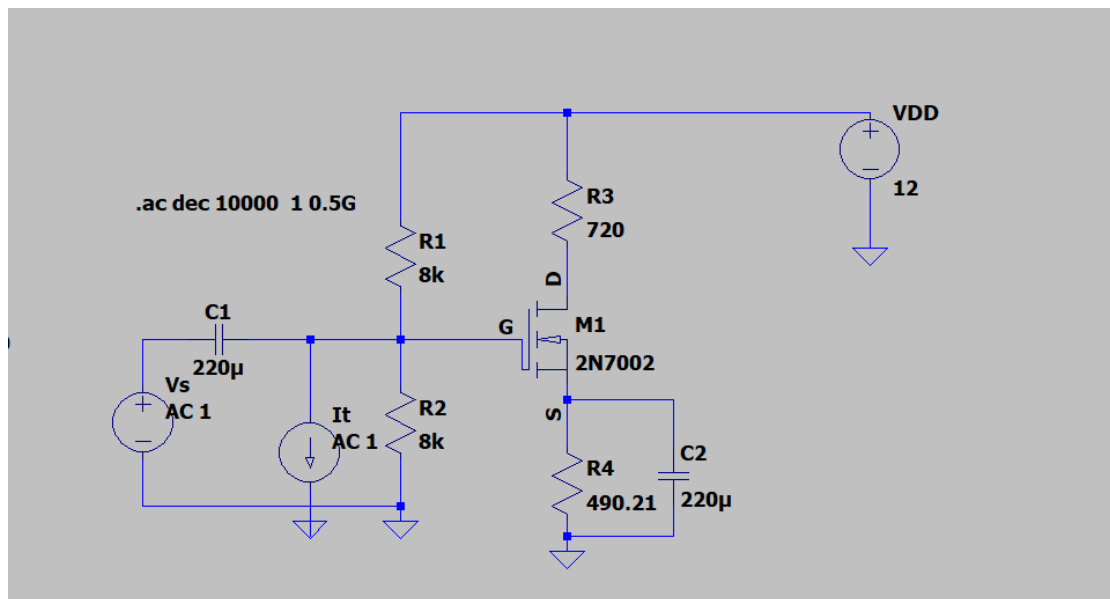 VDD
12
.ac dec 10000 1 0.5G
R3
720
R1
8k
D
C1
220µ
G
M1
2N7002
Vs
AC 1
It
AC 1
R2
8k
S
R4
490.21
C2
220µ